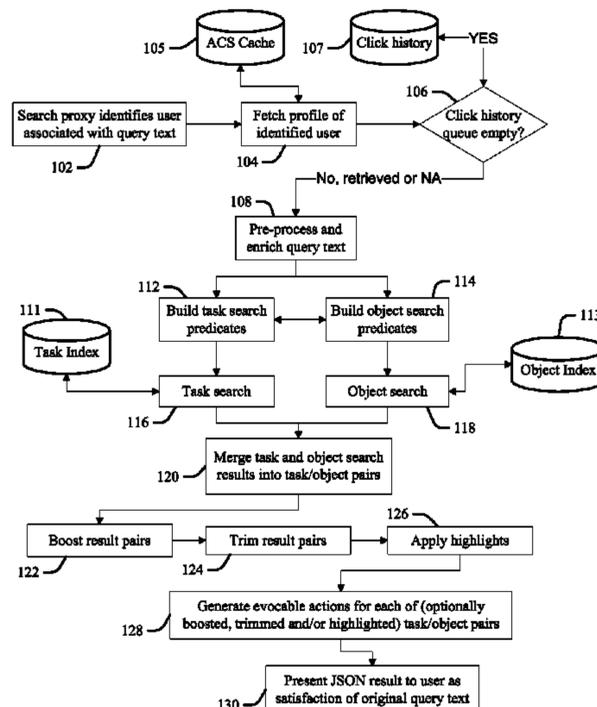 105
ACS Cache
107
Click history
YES
106
Search proxy identifies user
associated with query text
102
Fetch profile of
identified user
104
Click history
queue empty?
No, retrieved or NA
108
Pre-process and
enrich query text
112
Build task search
predicates
114
Build object search
predicates
111
Task Index
113
Object Index
Task search
116
Object search
118
120
Merge task and object search
results into task/object pairs
Boost result pairs
122
Trim result pairs
124
126
Apply highlights
128
Generate evocable actions for each of (optionally
boosted, trimmed and/or highlighted) task/object pairs
130
Present JSON result to user as
satisfaction of original query text